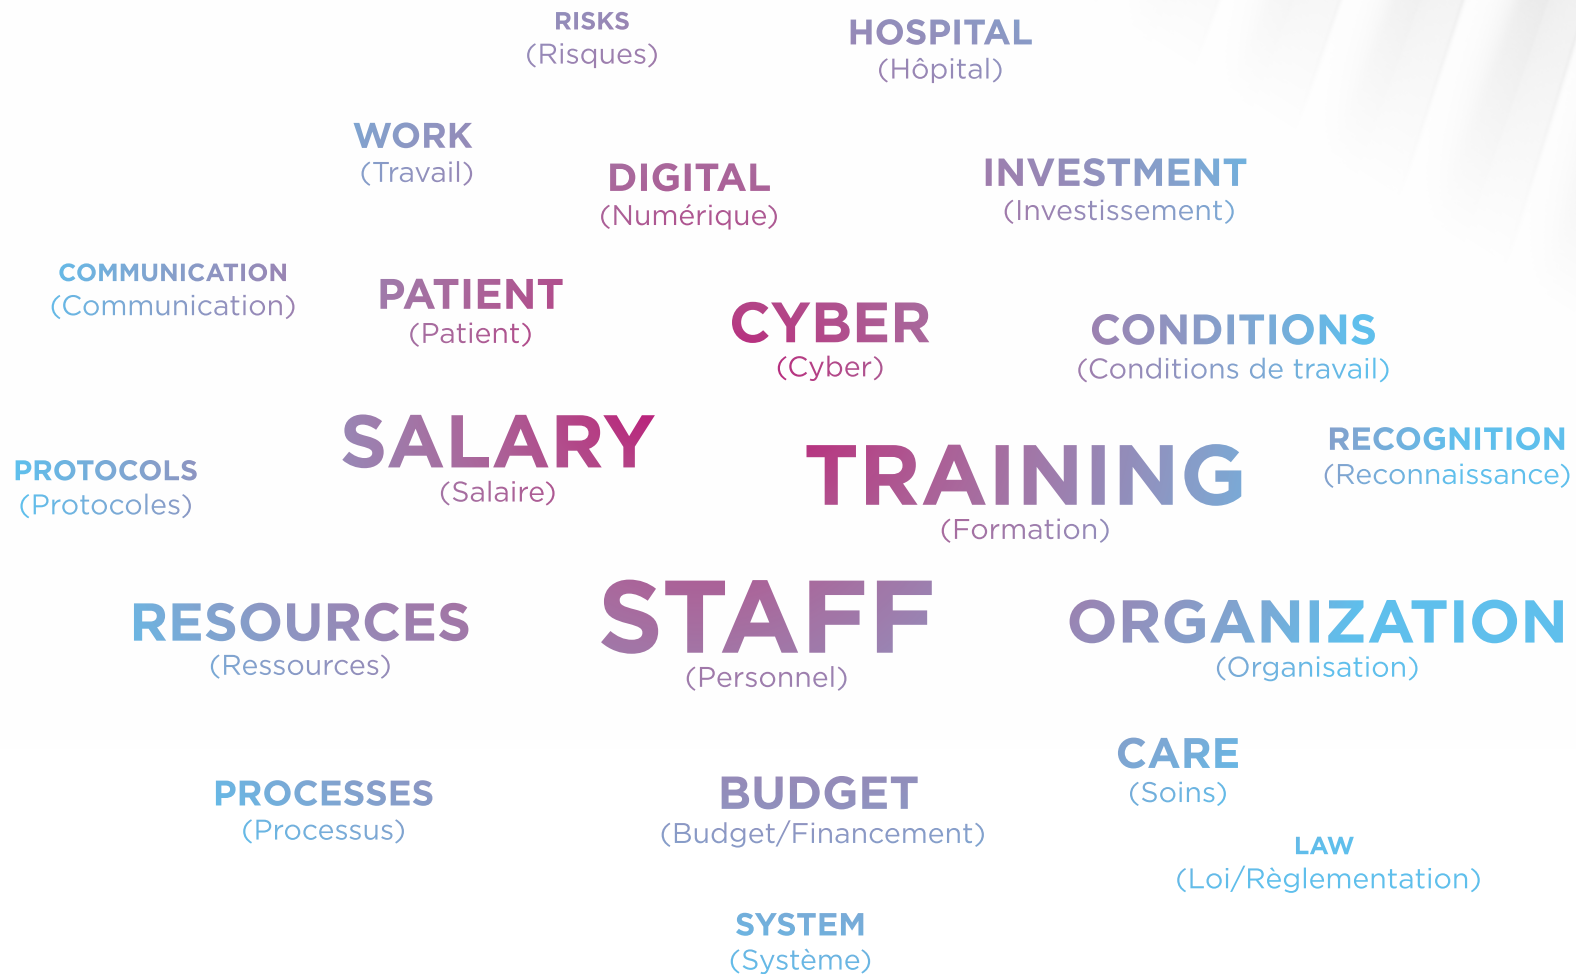 RISKS
(Risques)
HOSPITAL
(Hôpital)
WORK
(Travail)
DIGITAL
(Numérique)
INVESTMENT
(Investissement)
COMMUNICATION
(Communication)
PATIENT
(Patient)
CYBER
(Cyber)
CONDITIONS
(Conditions de travail)
SALARY
(Salaire)
TRAINING
(Formation)
RECOGNITION
(Reconnaissance)
PROTOCOLS
(Protocoles)
RESOURCES
(Ressources)
STAFF
(Personnel)
ORGANIZATION
(Organisation)
CARE
(Soins)
PROCESSES
(Processus)
BUDGET
(Budget/Financement)
LAW
(Loi/Règlementation)
SYSTEM
(Système)